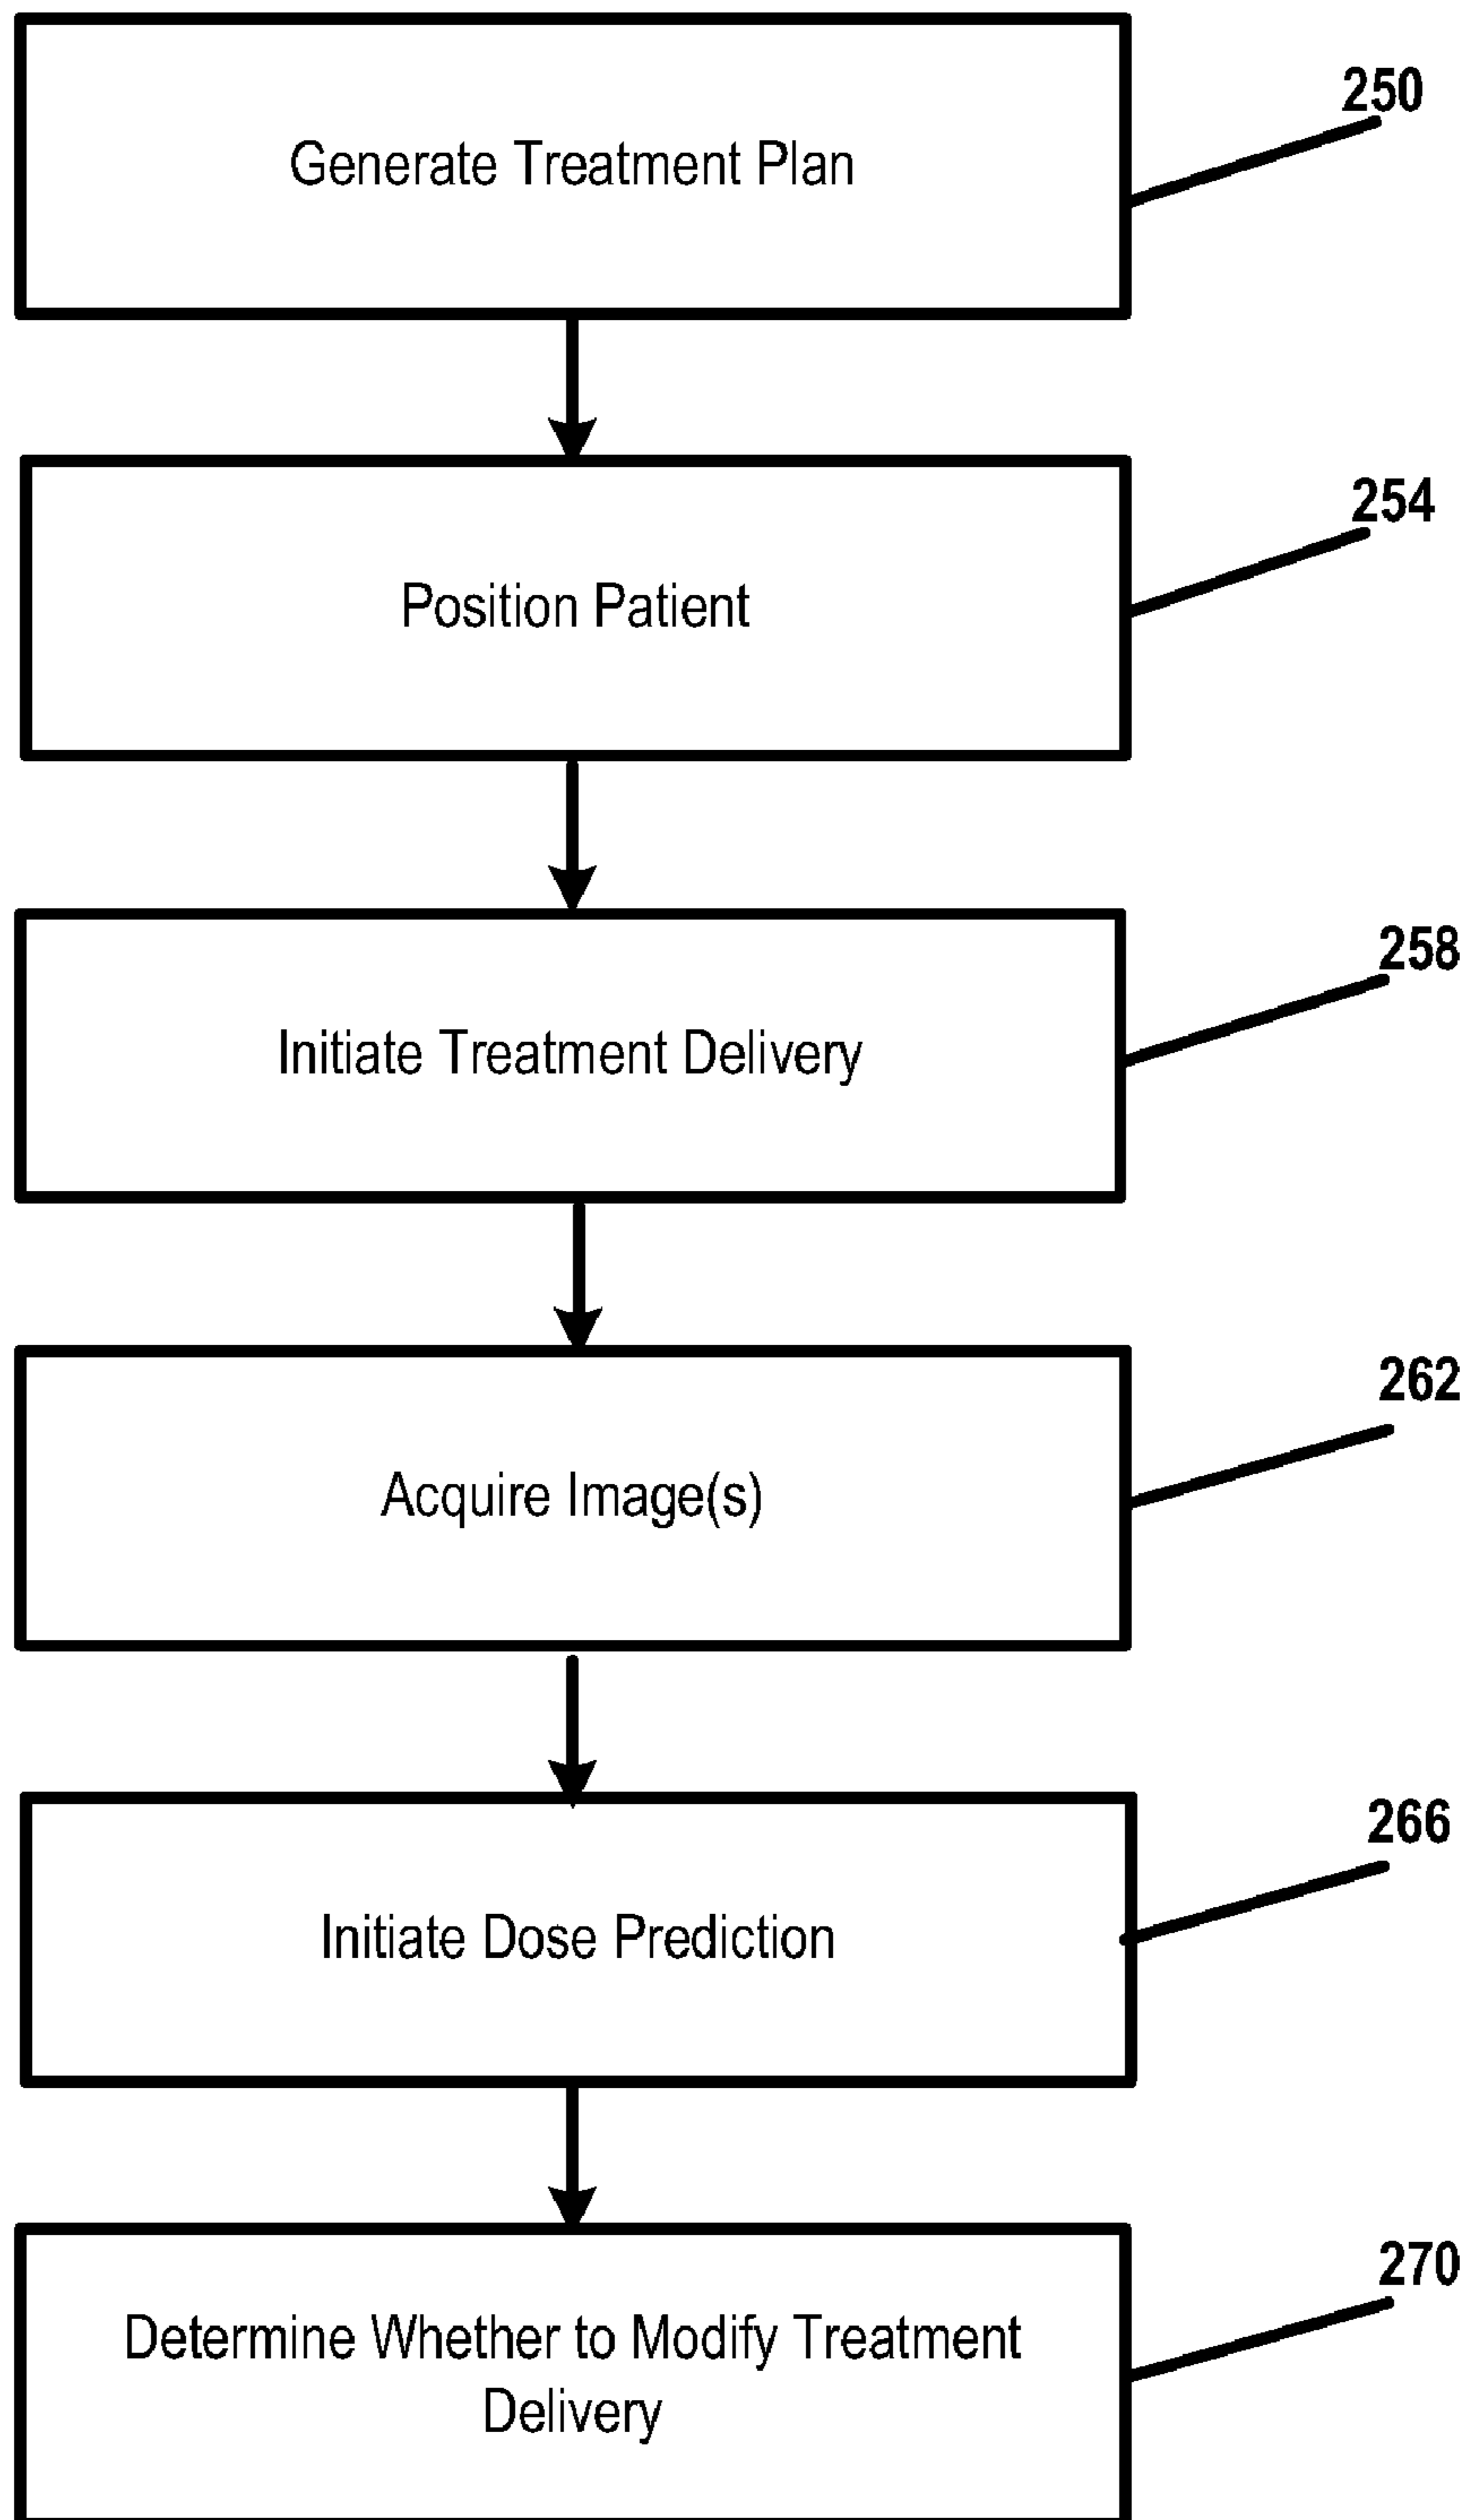 250
Generate Treatment Plan
254
Position Patient
258
Initiate Treatment Delivery
262
Acquire Image(s)
266
Initiate Dose Prediction
270
Determine Whether to Modify Treatment
Delivery